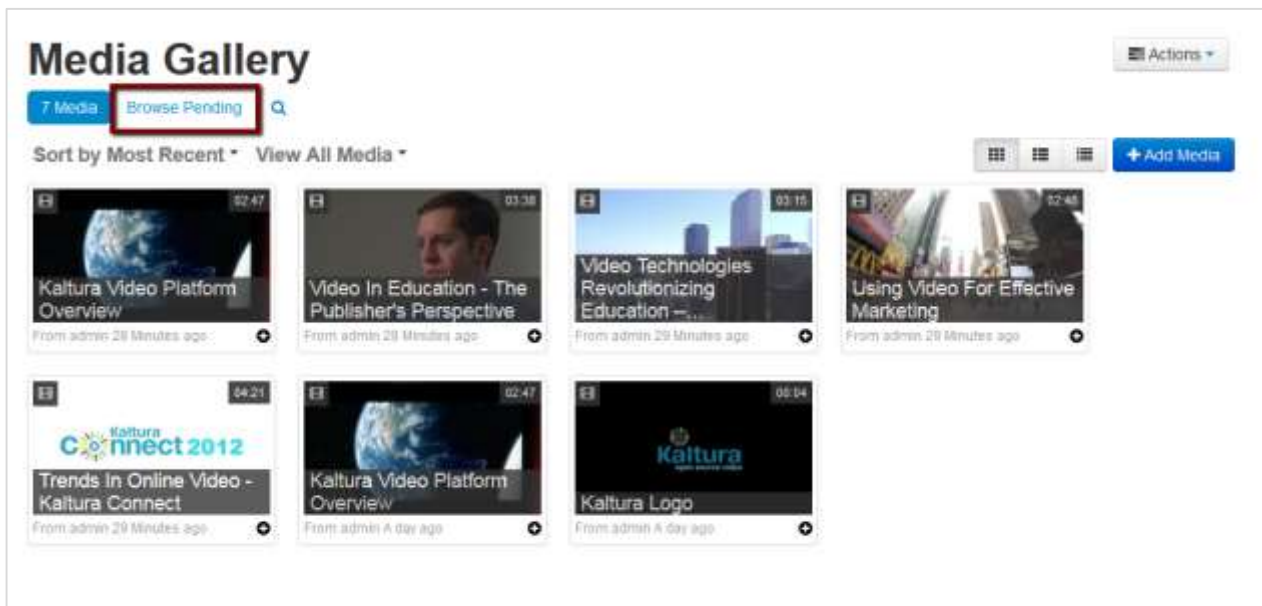 Media Gallery
Actions
7 Media Browse Pending
Sort by Most Recent View All Media
+ Add Media
02:47
Kaltura Video Platform
Overview
From admin 28 Minutes ago
03:38
Video In Education - The
Publisher's Perspective
From admin 28 Minutes ago
03:15
Video Technologies
Revolutionizing
Education –...
From admin 29 Minutes ago
02:48
Using Video For Effective
Marketing
From admin 29 Minutes ago
04:21
Kaltura
Connect 2012
Trends In Online Video -
Kaltura Connect
From admin 29 Minutes ago
02:47
Kaltura Video Platform
Overview
From admin A day ago
00:04
Kaltura
open source video
Kaltura Logo
From admin A day ago